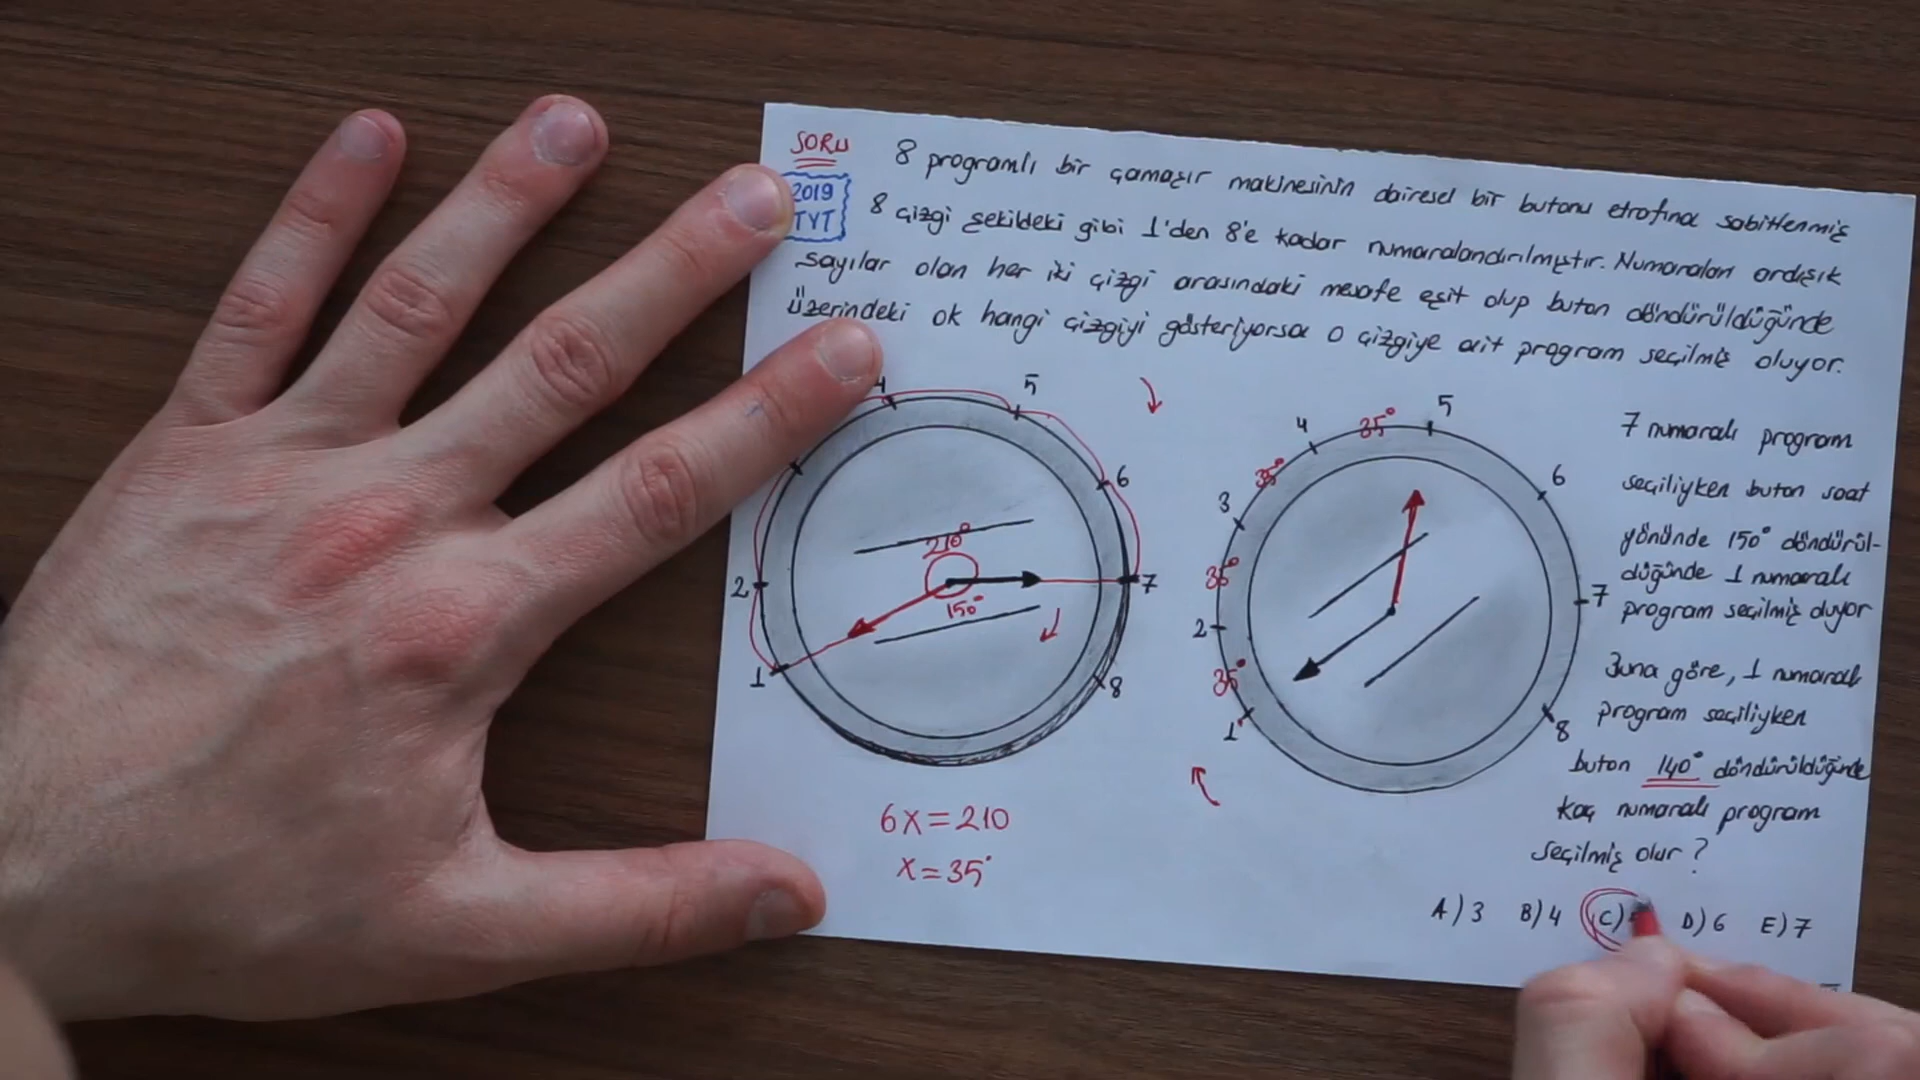 SORU
2019
TYT
8 programlı bir çamaşır makinesinin dairesel bir butonu etrafına sabitlenmiş
8 çizgi şekildeki gibi 1'den 8'e kadar numaralandırılmıştır. Numaraları ardışık
sayılar olan her iki çizgi arasındaki mesafe eşit olup buton döndürüldüğünde
üzerindeki ok hangi çizgiyi gösteriyorsa o çizgiye ait program seçilmiş oluyor.
4
5
6
7
8
1
2
210°
150°
6x=210
x=35°
4
35°
5
35°
3
6
35°
2
7
35°
1
8
7 numaralı program
seçiliyken buton saat
yönünde 150° döndürül-
düğünde 1 numaralı
program seçilmiş oluyor
Buna göre, 1 numaralı
program seçiliyken
buton 140° döndürüldüğünde
kaç numaralı program
seçilmiş olur?
A) 3 B) 4 C) D) 6 E) 7